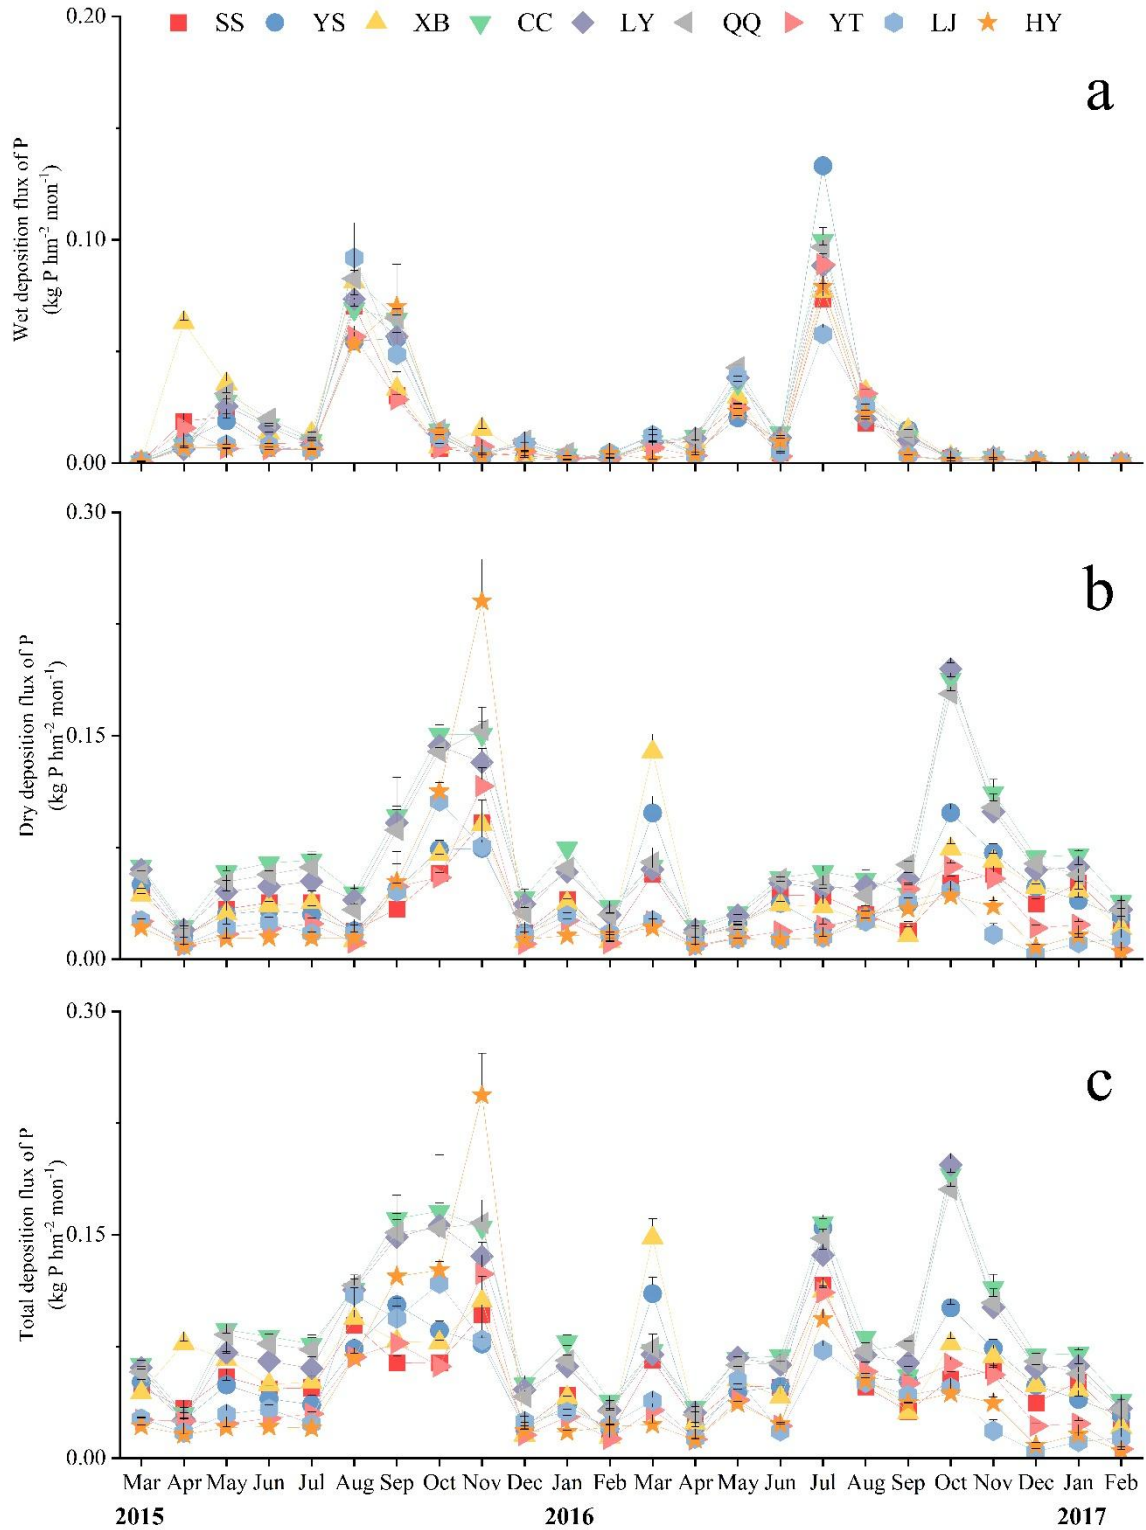 SS YS XB CC LY QQ YT LJ HY
a
Wet deposition flux of P
(kg P hm⁻² mon⁻¹)
0.20
0.10
0.00
b
Dry deposition flux of P
(kg P hm⁻² mon⁻¹)
0.30
0.15
0.00
c
Total deposition flux of P
(kg P hm⁻² mon⁻¹)
0.30
0.15
0.00
Mar Apr May Jun Jul Aug Sep Oct Nov Dec Jan Feb Mar Apr May Jun Jul Aug Sep Oct Nov Dec Jan Feb
2015 2016 2017